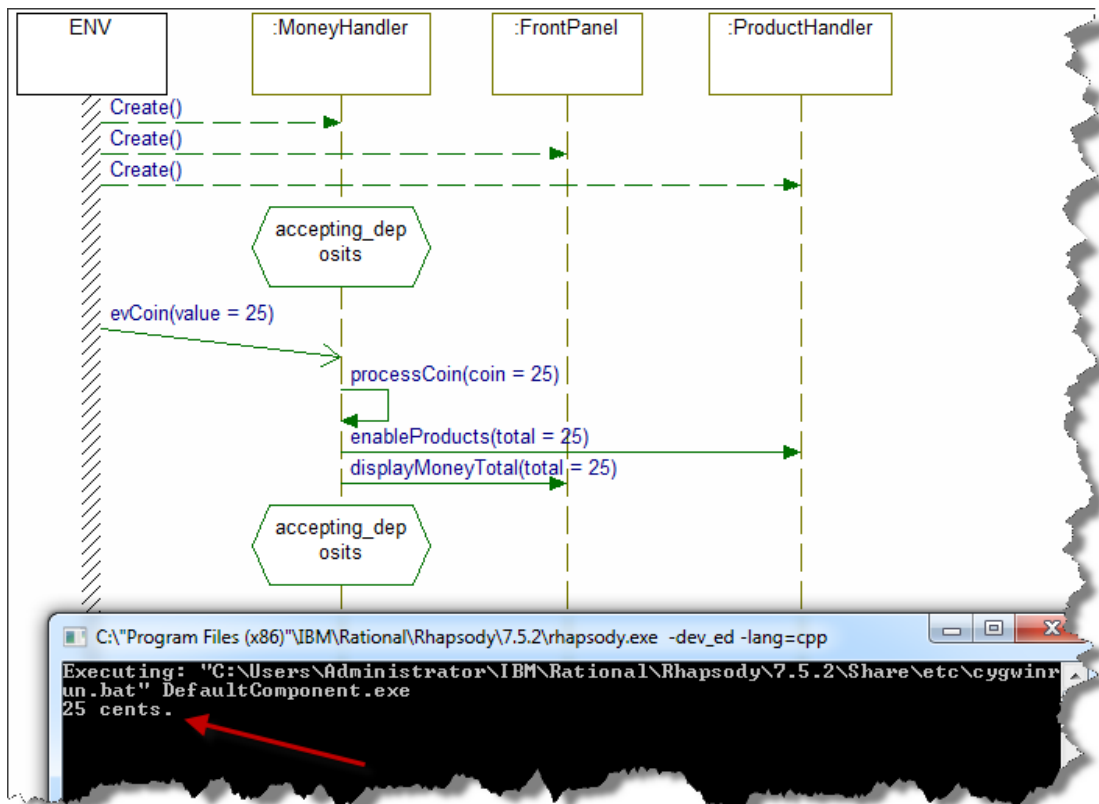 ENV
:MoneyHandler
:FrontPanel
:ProductHandler
Create()
Create()
Create()
accepting_dep
osits
evCoin(value = 25)
processCoin(coin = 25)
enableProducts(total = 25)
displayMoneyTotal(total = 25)
accepting_dep
osits
C:\"Program Files (x86)"\IBM\Rational\Rhapsody\7.5.2\rhapsody.exe -dev_ed -lang=cpp
Executing: "C:\Users\Administrator\IBM\Rational\Rhapsody\7.5.2\Share\etc\cygwinr
un.bat" DefaultComponent.exe
25 cents.